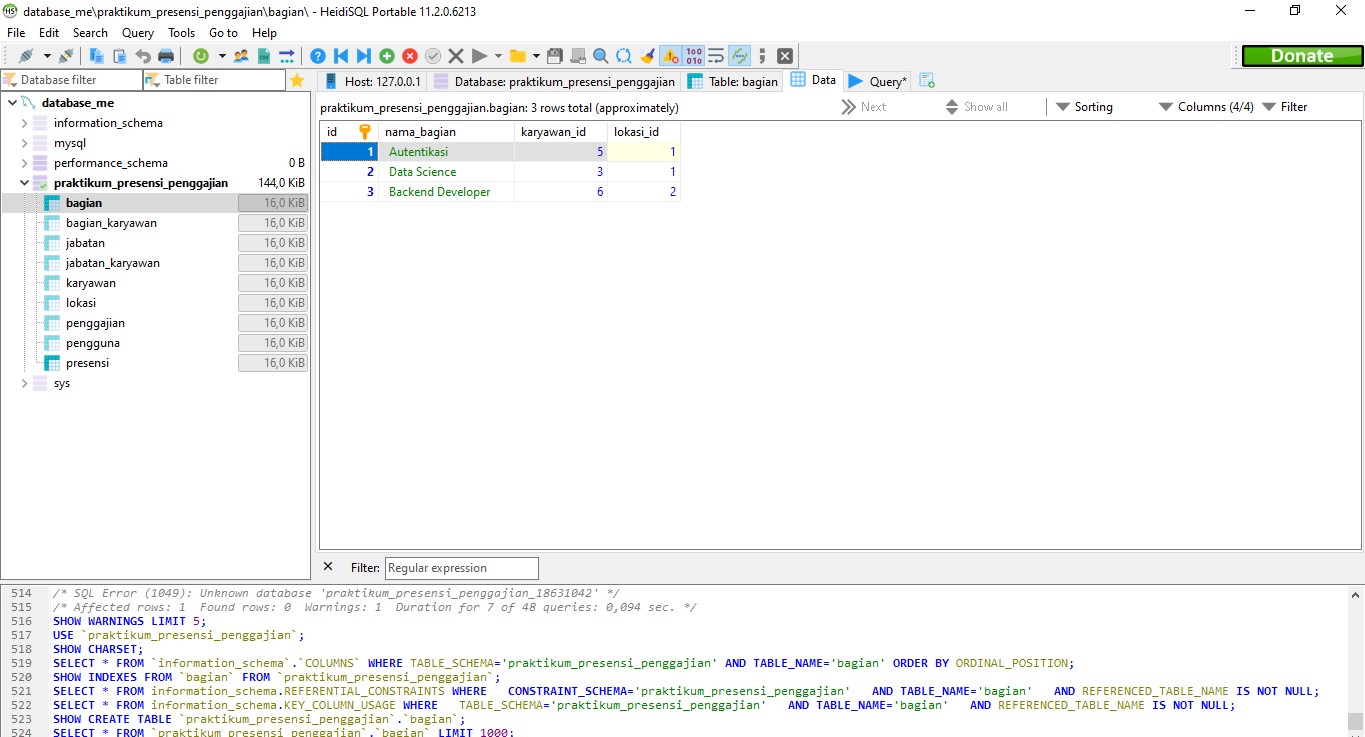 database_me\praktikum_presensi_penggajian\bagian\ - HeidiSQL Portable 11.2.0.6213
File Edit Search Query Tools Go to Help
Donate
Database filter Table filter
Host: 127.0.0.1 Database: praktikum_presensi_penggajian Table: bagian Data Query*
database_me
information_schema
mysql
performance_schema 0 B
praktikum_presensi_penggajian 144,0 KiB
bagian 16,0 KiB
bagian_karyawan 16,0 KiB
jabatan 16,0 KiB
jabatan_karyawan 16,0 KiB
karyawan 16,0 KiB
lokasi 16,0 KiB
penggajian 16,0 KiB
pengguna 16,0 KiB
presensi 16,0 KiB
sys
praktikum_presensi_penggajian.bagian: 3 rows total (approximately) Next Show all Sorting Columns (4/4) Filter
id nama_bagian karyawan_id lokasi_id
1 Autentikasi 5 1
2 Data Science 3 1
3 Backend Developer 6 2
Filter: Regular expression
514 /* SQL Error (1049): Unknown database 'praktikum_presensi_penggajian_18631042' */
515 /* Affected rows: 1 Found rows: 0 Warnings: 1 Duration for 7 of 48 queries: 0,094 sec. */
516 SHOW WARNINGS LIMIT 5;
517 USE `praktikum_presensi_penggajian`;
518 SHOW CHARSET;
519 SELECT * FROM `information_schema`.`COLUMNS` WHERE TABLE_SCHEMA='praktikum_presensi_penggajian' AND TABLE_NAME='bagian' ORDER BY ORDINAL_POSITION;
520 SHOW INDEXES FROM `bagian` FROM `praktikum_presensi_penggajian`;
521 SELECT * FROM information_schema.REFERENTIAL_CONSTRAINTS WHERE CONSTRAINT_SCHEMA='praktikum_presensi_penggajian' AND TABLE_NAME='bagian' AND REFERENCED_TABLE_NAME IS NOT NULL;
522 SELECT * FROM information_schema.KEY_COLUMN_USAGE WHERE TABLE_SCHEMA='praktikum_presensi_penggajian' AND TABLE_NAME='bagian' AND REFERENCED_TABLE_NAME IS NOT NULL;
523 SHOW CREATE TABLE `praktikum_presensi_penggajian`.`bagian`;
524 SELECT * FROM `praktikum_presensi_penggajian`.`bagian` LIMIT 1000;